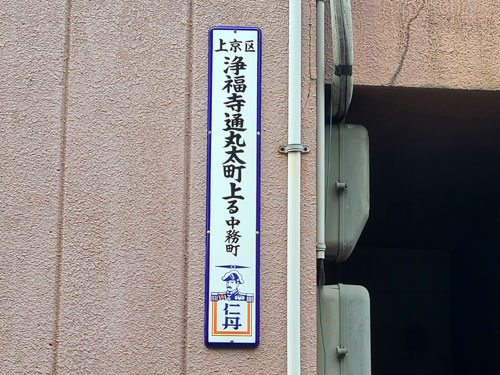 上京区
浄福寺通丸太町上る中務町
仁丹